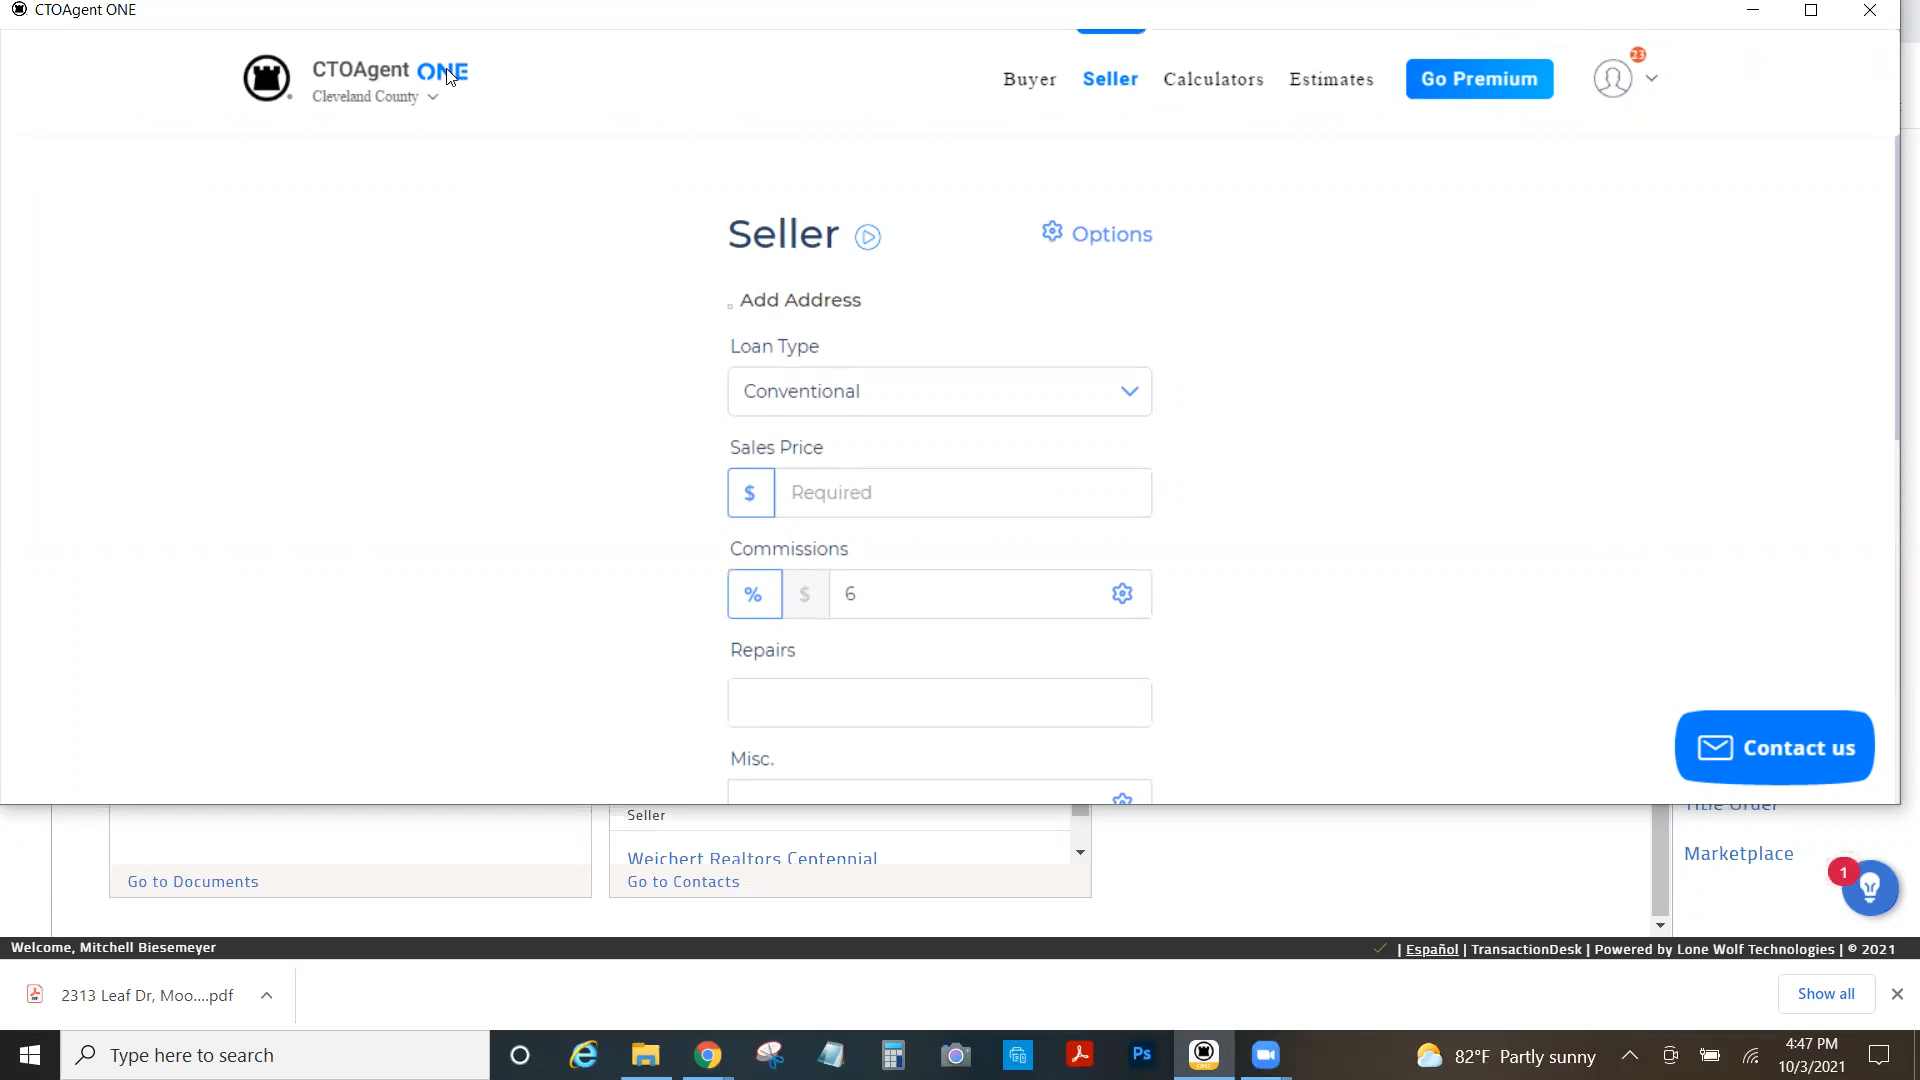 CTOAgent ONE
CTOAgent ONE
Cleveland County
Buyer
Seller
Calculators
Estimates
Go Premium
23
Seller
Options
Add Address
Loan Type
Conventional
Sales Price
$ Required
Commissions
% $ 6
Repairs
Misc.
Contact us
Seller
Title Order
Weichert Realtors Centennial
Marketplace
1
Go to Documents
Go to Contacts
Welcome, Mitchell Biesemeyer
| Español | TransactionDesk | Powered by Lone Wolf Technologies | © 2021
2313 Leaf Dr, Moo....pdf
Show all
Type here to search
Ps
82°F Partly sunny
4:47 PM
10/3/2021